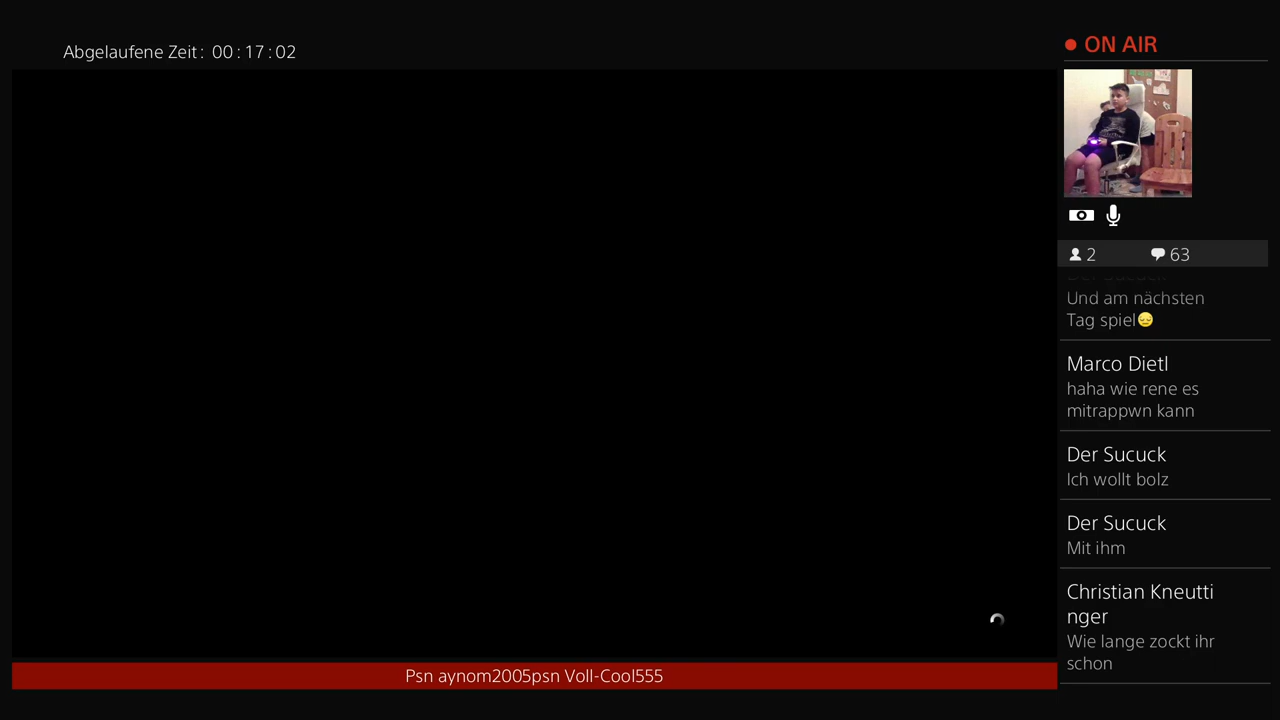 Abgelaufene Zeit: 00:17:02
ON AIR
2 63
Und am nächsten
Tag spiel😔
Marco Dietl
haha wie rene es
mitrappwn kann
Der Sucuck
Ich wollt bolz
Der Sucuck
Mit ihm
Christian Kneutti
nger
Wie lange zockt ihr
schon
Psn aynom2005psn Voll-Cool555